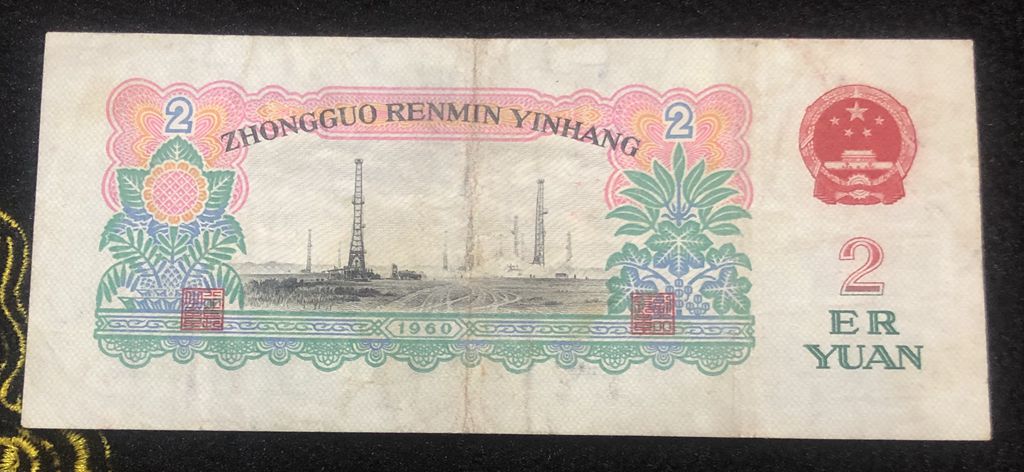 2
2
ZHONGGUO RENMIN YINHANG
2
ER
YUAN
1960